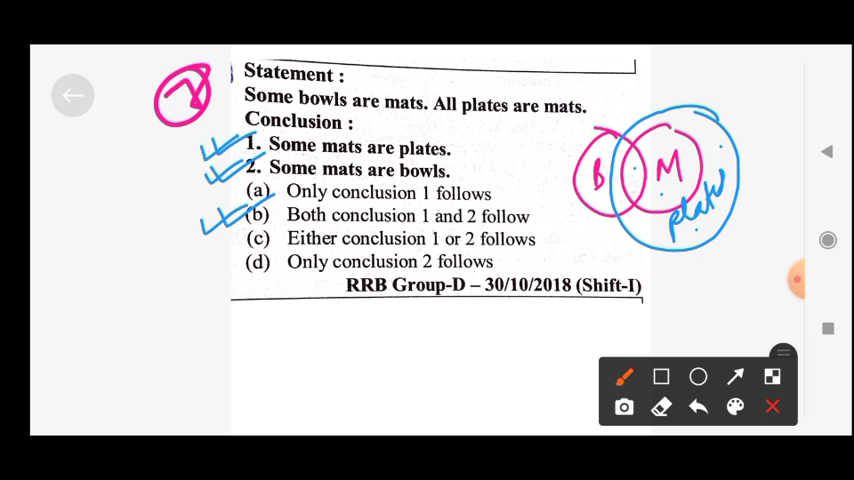 7
Statement :
Some bowls are mats. All plates are mats.
Conclusion :
1. Some mats are plates.
2. Some mats are bowls.
(a) Only conclusion 1 follows
(b) Both conclusion 1 and 2 follow
(c) Either conclusion 1 or 2 follows
(d) Only conclusion 2 follows
RRB Group-D – 30/10/2018 (Shift-I)
B M
plates